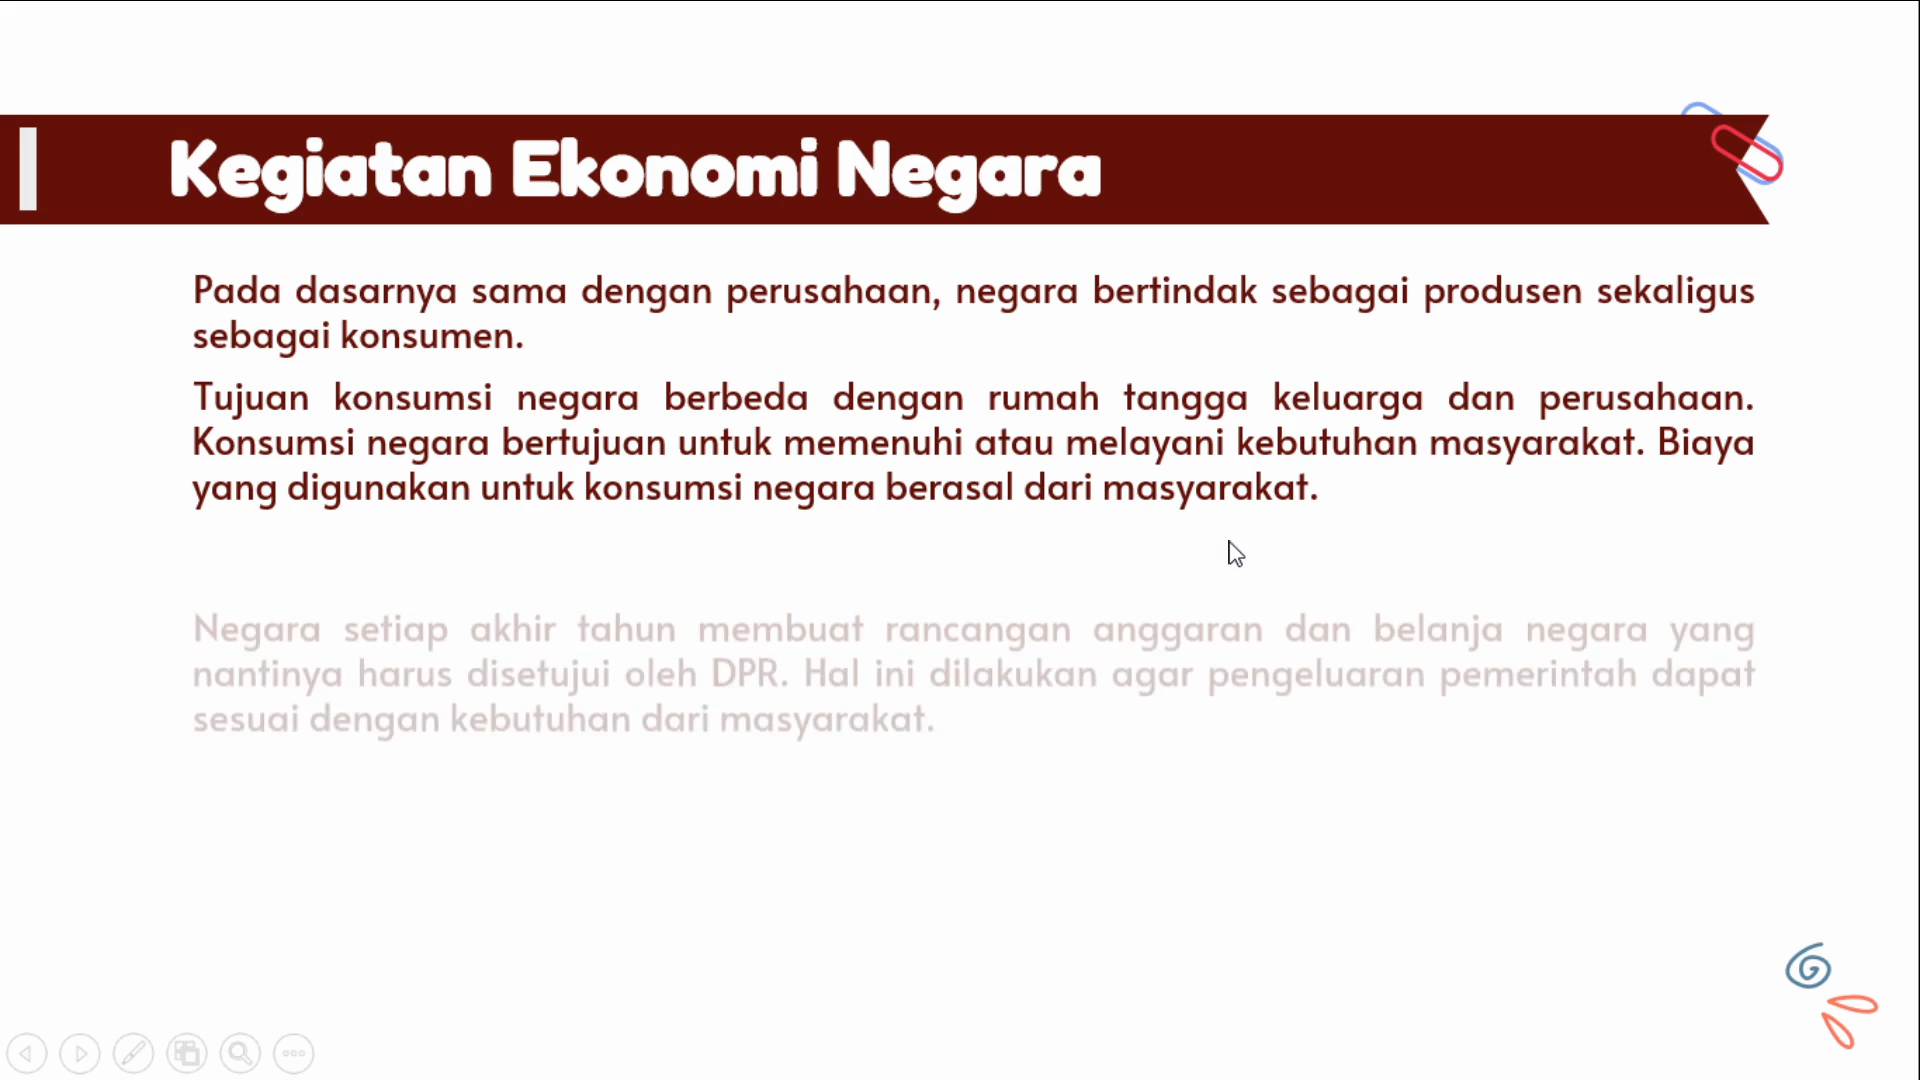 Kegiatan Ekonomi Negara
Pada dasarnya sama dengan perusahaan, negara bertindak sebagai produsen sekaligus
sebagai konsumen.
Tujuan konsumsi negara berbeda dengan rumah tangga keluarga dan perusahaan.
Konsumsi negara bertujuan untuk memenuhi atau melayani kebutuhan masyarakat. Biaya
yang digunakan untuk konsumsi negara berasal dari masyarakat.
Negara setiap akhir tahun membuat rancangan anggaran dan belanja negara yang
nantinya harus disetujui oleh DPR. Hal ini dilakukan agar pengeluaran pemerintah dapat
sesuai dengan kebutuhan dari masyarakat.